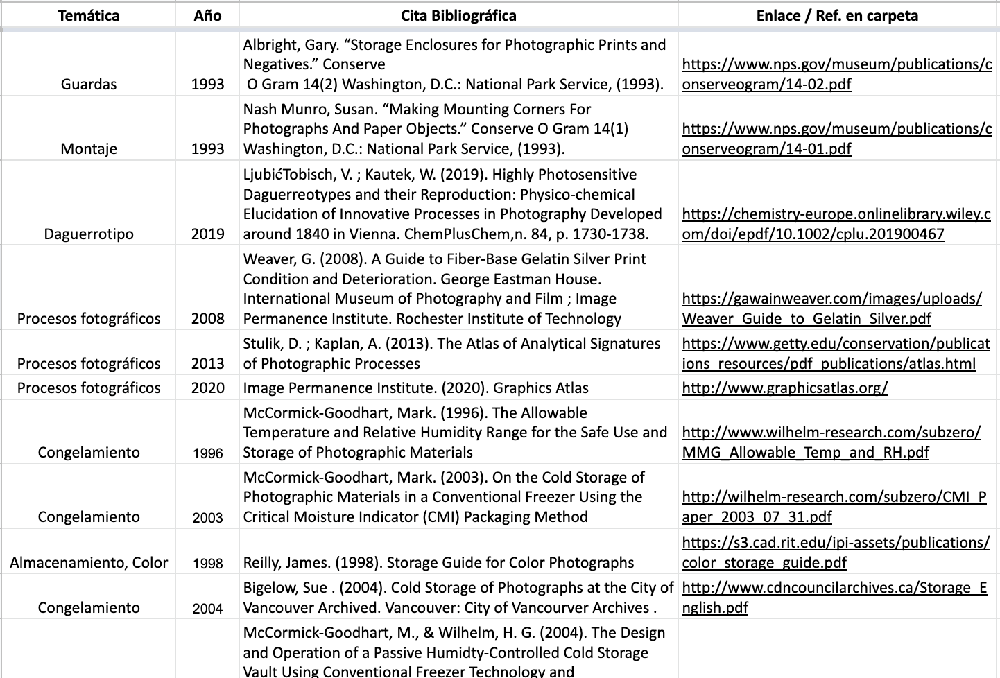 Temática Año Cita Bibliográfica Enlace / Ref. en carpeta
Albright, Gary. “Storage Enclosures for Photographic Prints and
Negatives.” Conserve
O Gram 14(2) Washington, D.C.: National Park Service, (1993).
Guardas 1993
https://www.nps.gov/museum/publications/c
onserveogram/14-02.pdf
Nash Munro, Susan. “Making Mounting Corners For
Photographs And Paper Objects.” Conserve O Gram 14(1)
Washington, D.C.: National Park Service, (1993).
Montaje 1993
https://www.nps.gov/museum/publications/c
onserveogram/14-01.pdf
LjubićTobisch, V. ; Kautek, W. (2019). Highly Photosensitive
Daguerreotypes and their Reproduction: Physico-chemical
Elucidation of Innovative Processes in Photography Developed
around 1840 in Vienna. ChemPlusChem,n. 84, p. 1730-1738.
Daguerrotipo 2019
https://chemistry-europe.onlinelibrary.wiley.c
om/doi/epdf/10.1002/cplu.201900467
Weaver, G. (2008). A Guide to Fiber-Base Gelatin Silver Print
Condition and Deterioration. George Eastman House.
International Museum of Photography and Film ; Image
Permanence Institute. Rochester Institute of Technology
Procesos fotográficos 2008
https://gawainweaver.com/images/uploads/
Weaver_Guide_to_Gelatin_Silver.pdf
Stulik, D. ; Kaplan, A. (2013). The Atlas of Analytical Signatures
of Photographic Processes
Procesos fotográficos 2013
https://www.getty.edu/conservation/publicat
ions_resources/pdf_publications/atlas.html
Procesos fotográficos 2020 Image Permanence Institute. (2020). Graphics Atlas http://www.graphicsatlas.org/
McCormick-Goodhart, Mark. (1996). The Allowable
Temperature and Relative Humidity Range for the Safe Use and
Storage of Photographic Materials
Congelamiento 1996
http://www.wilhelm-research.com/subzero/
MMG_Allowable_Temp_and_RH.pdf
McCormick-Goodhart, Mark. (2003). On the Cold Storage of
Photographic Materials in a Conventional Freezer Using the
Critical Moisture Indicator (CMI) Packaging Method
Congelamiento 2003
http://wilhelm-research.com/subzero/CMI_P
aper_2003_07_31.pdf
Almacenamiento, Color 1998 Reilly, James. (1998). Storage Guide for Color Photographs
https://s3.cad.rit.edu/ipi-assets/publications/
color_storage_guide.pdf
Bigelow, Sue . (2004). Cold Storage of Photographs at the City of
Vancouver Archived. Vancouver: City of Vancourver Archives .
Congelamiento 2004
http://www.cdncouncilarchives.ca/Storage_E
nglish.pdf
McCormick-Goodhart, M., & Wilhelm, H. G. (2004). The Design
and Operation of a Passive Humidty-Controlled Cold Storage
Vault Using Conventional Freezer Technology and